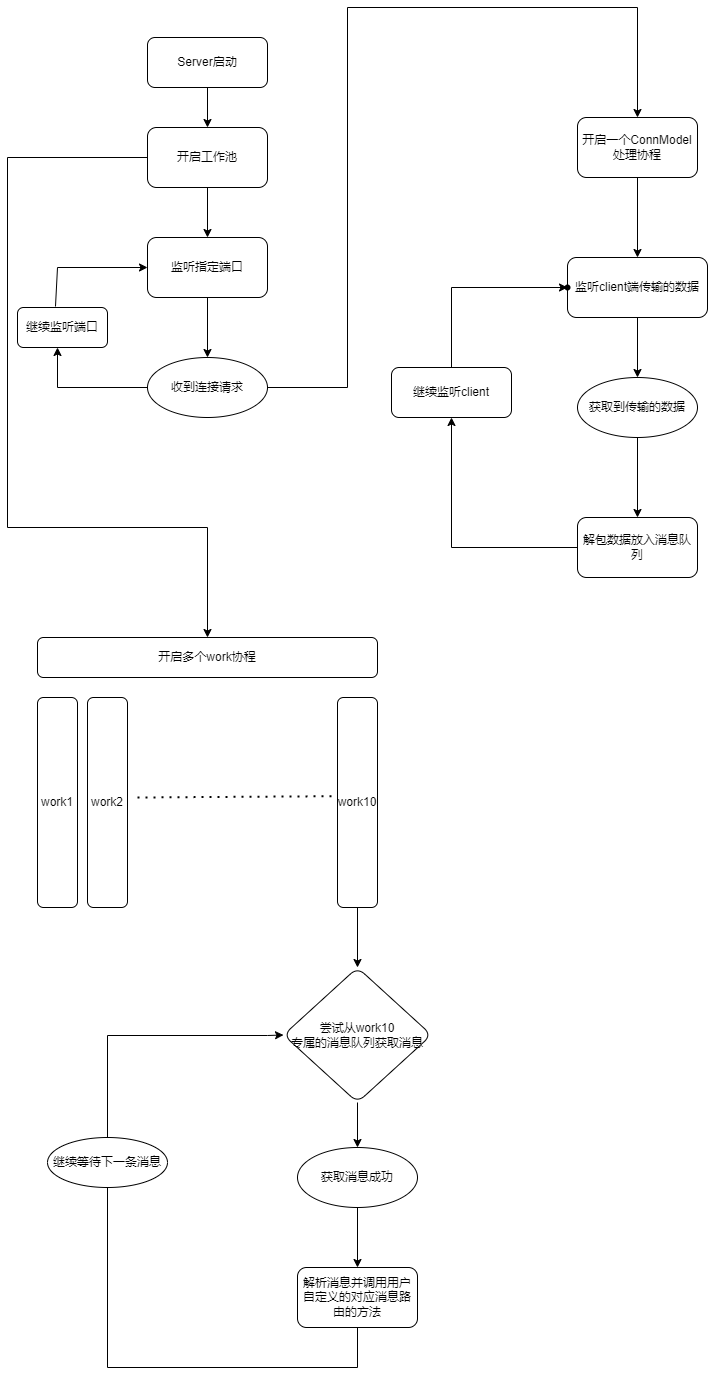 Server启动
开启工作池
监听指定端口
继续监听端口
收到连接请求
开启一个ConnModel
处理协程
监听client端传输的数据
继续监听client
获取到传输的数据
解包数据放入消息队
列
开启多个work协程
work1
work2
work10
尝试从work10
专属的消息队列获取消息
继续等待下一条消息
获取消息成功
解析消息并调用用户
自定义的对应消息路
由的方法